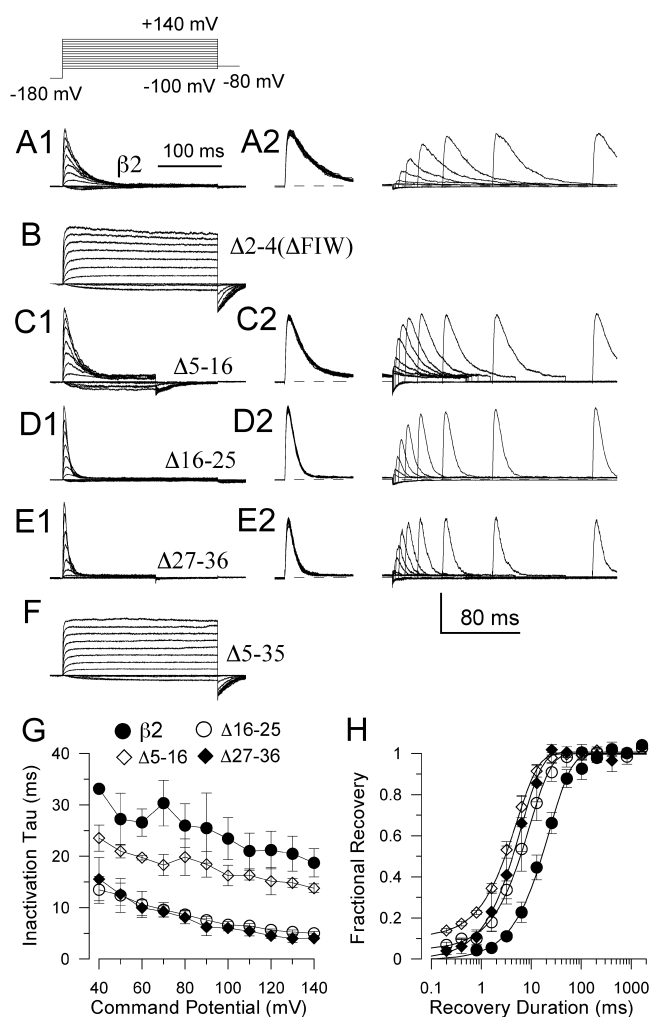 +140 mV
-180 mV
-100 mV
-80 mV
A1
β2
100 ms
A2
B
Δ2-4(ΔFIW)
C1
Δ5-16
C2
D1
Δ16-25
D2
E1
Δ27-36
E2
80 ms
F
Δ5-35
G
β2
Δ16-25
Δ5-16
Δ27-36
Inactivation Tau (ms)
40
30
20
10
0
40 60 80 100 120 140
Command Potential (mV)
H
Fractional Recovery
1
0.8
0.6
0.4
0.2
0
0.1 1 10 100 1000
Recovery Duration (ms)